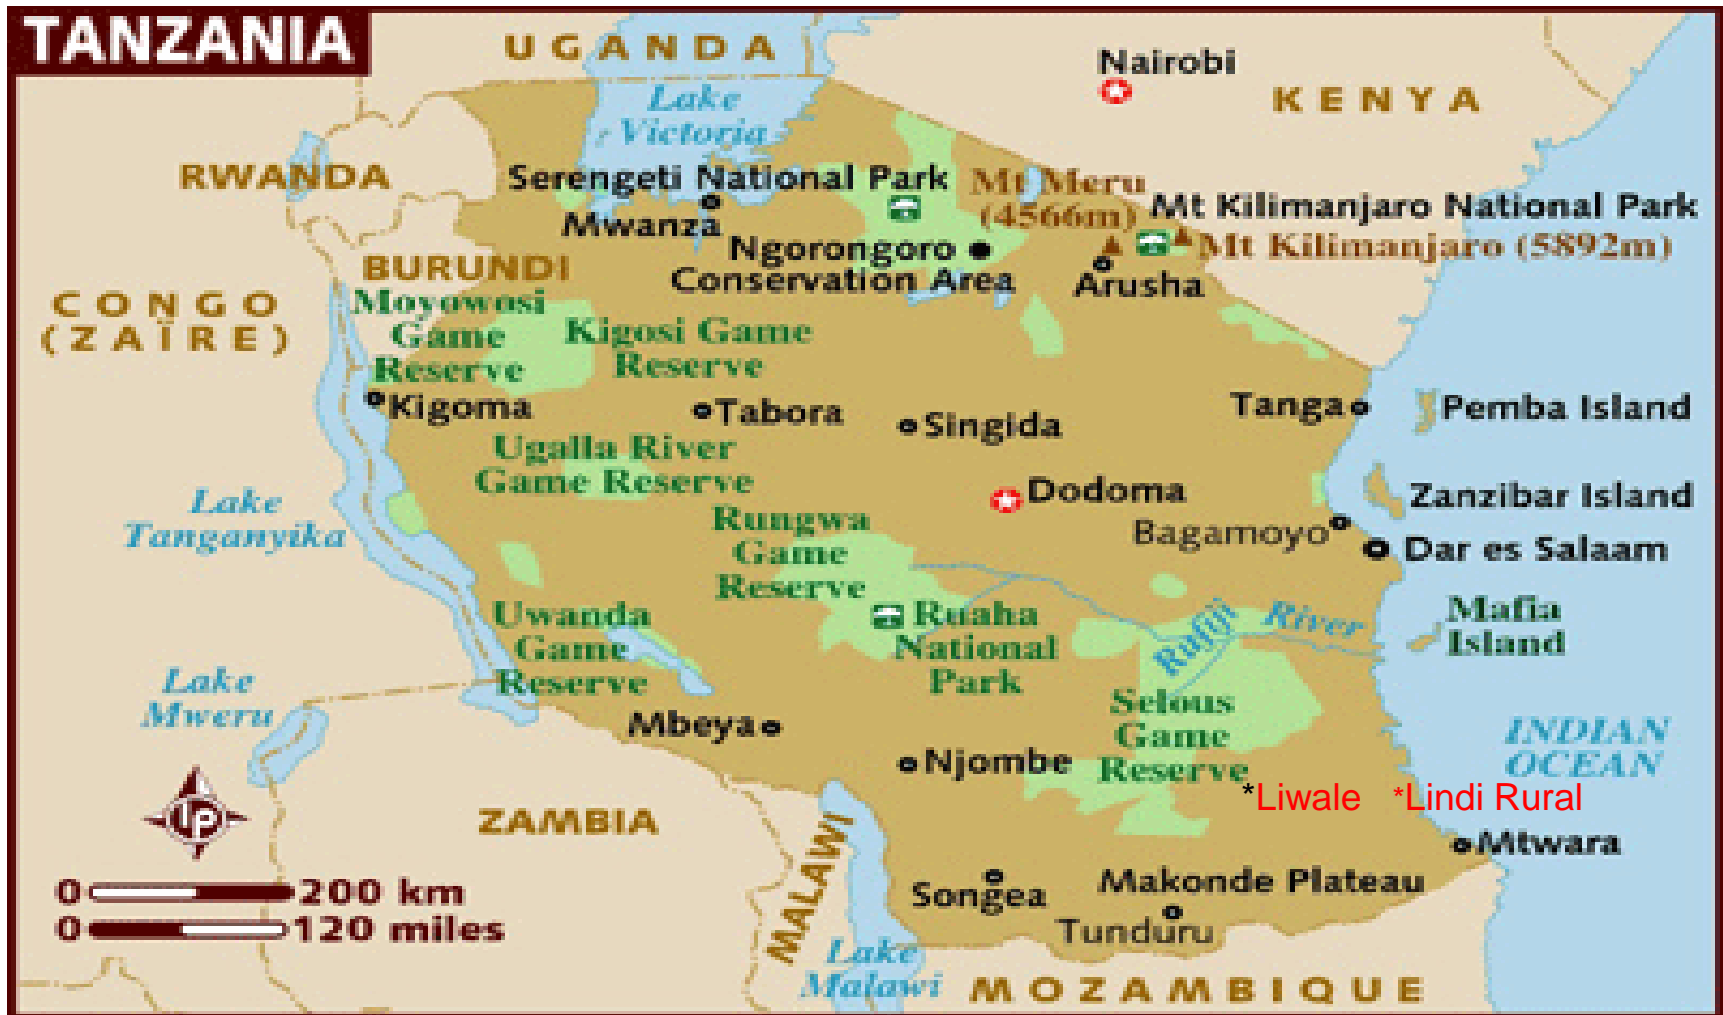 TANZANIA
UGANDA
Nairobi
KENYA
Lake
Victoria
RWANDA
Serengeti National Park
Mt Meru
(4566m)
Mt Kilimanjaro National Park
Mwanza
Ngorongoro
Conservation Area
Mt Kilimanjaro (5892m)
Arusha
BURUNDI
CONGO
(ZAÏRE)
Moyowosi
Game
Reserve
Kigosi Game
Reserve
Kigoma
Tabora
Singida
Tanga
Pemba Island
Ugalla River
Game Reserve
Dodoma
Zanzibar Island
Lake
Tanganyika
Rungwa
Game
Reserve
Bagamoyo
Dar es Salaam
Uwanda
Game
Reserve
Ruaha
National
Park
Rufiji River
Mafia
Island
Lake
Mweru
Mbeya
Selous
Game
Reserve
INDIAN
OCEAN
Njombe
*Liwale *Lindi Rural
LP
ZAMBIA
MALAWI
Mtwara
0 200 km
0 120 miles
Songea
Makonde Plateau
Tunduru
Lake
Malawi
MOZAMBIQUE